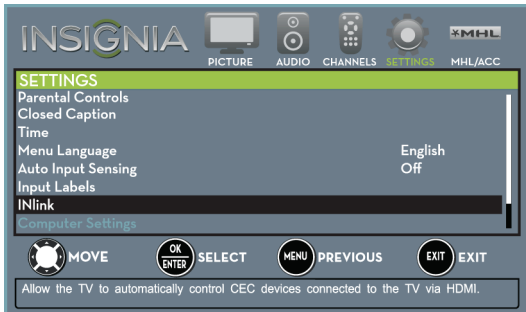 INSIGNIA
MHL
PICTURE AUDIO CHANNELS SETTINGS MHL/ACC
SETTINGS
Parental Controls
Closed Caption
Time
Menu Language English
Auto Input Sensing Off
Input Labels
INlink
Computer Settings
MOVE OK ENTER SELECT MENU PREVIOUS EXIT EXIT
Allow the TV to automatically control CEC devices connected to the TV via HDMI.